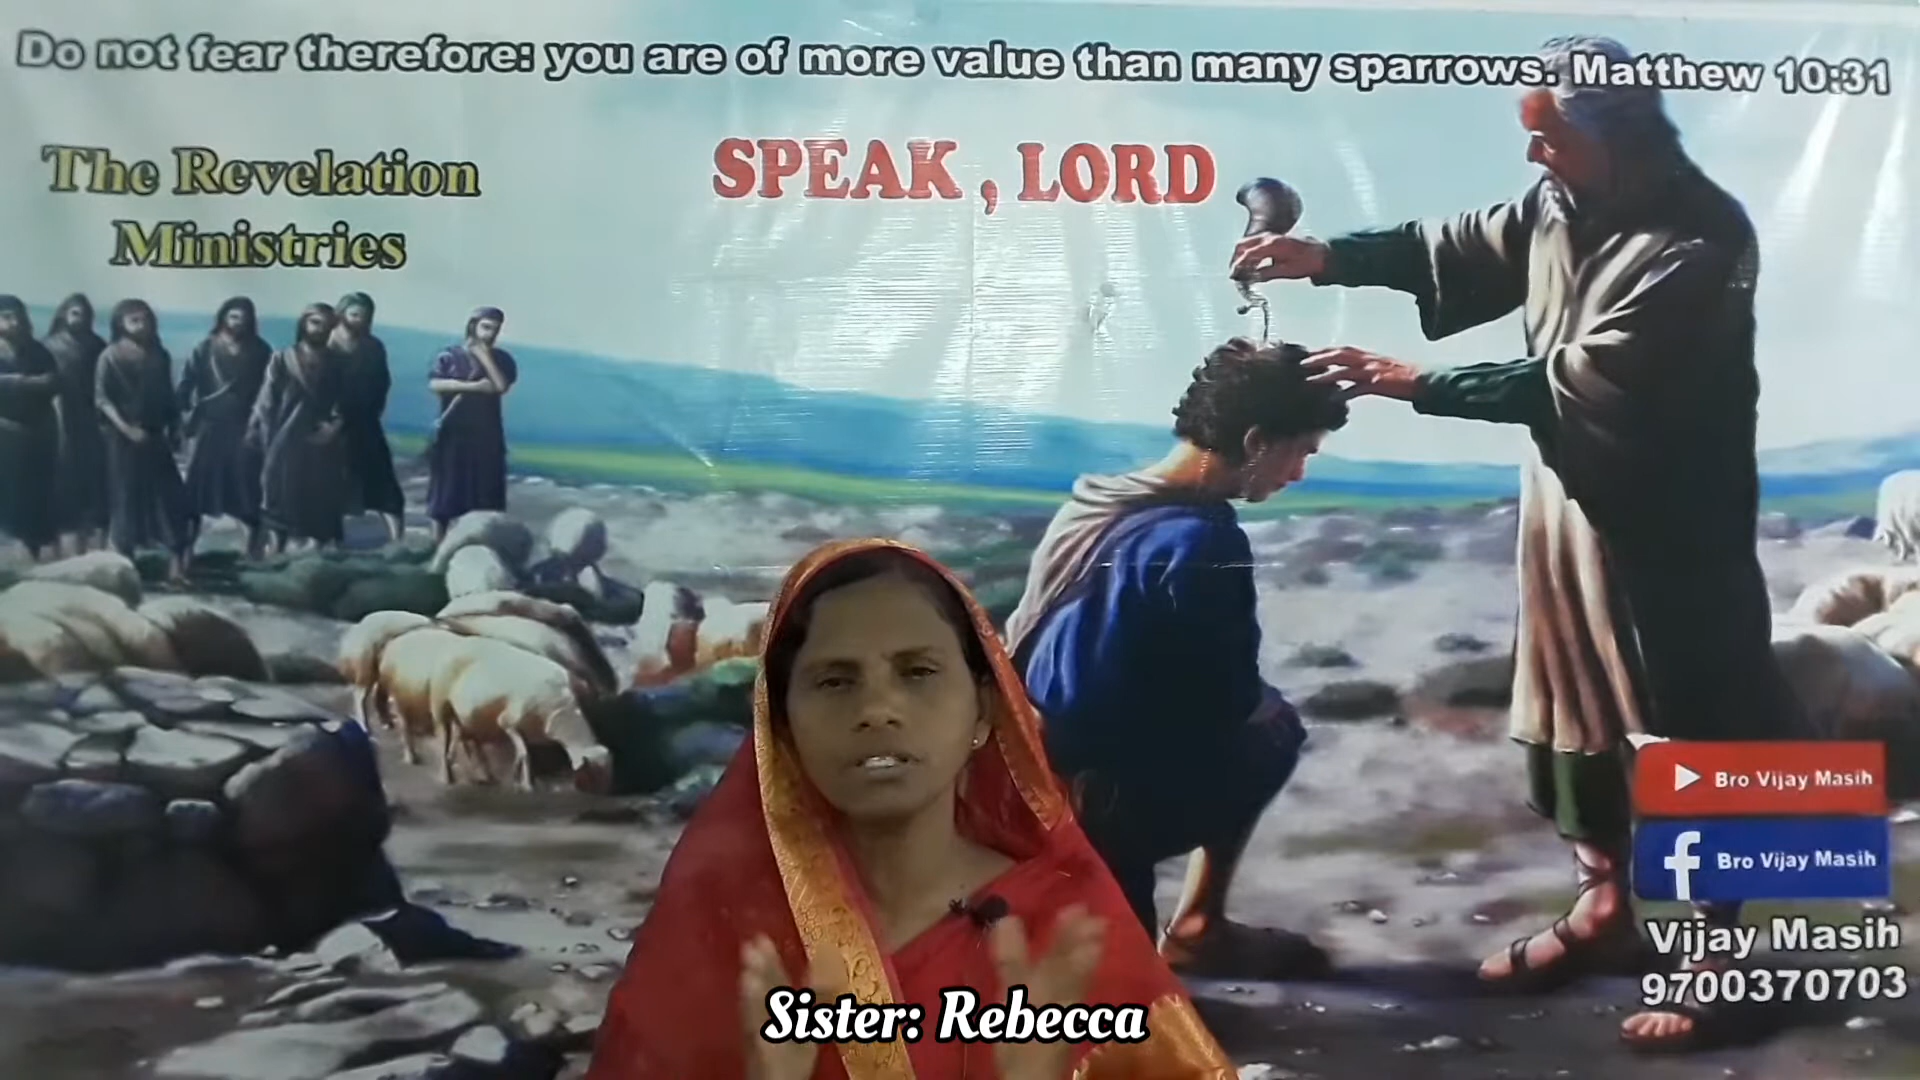 Do not fear therefore: you are of more value than many sparrows. Matthew 10:31
The Revelation
Ministries
SPEAK , LORD
Bro Vijay Masih
Bro Vijay Masih
Vijay Masih
9700370703
Sister: Rebecca